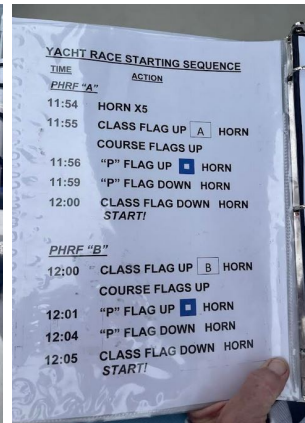 YACHT RACE STARTING SEQUENCE
TIME ACTION
PHRF "A"
11:54 HORN X5
11:55 CLASS FLAG UP A HORN
COURSE FLAGS UP
11:56 "P" FLAG UP HORN
11:59 "P" FLAG DOWN HORN
12:00 CLASS FLAG DOWN HORN
START!
PHRF "B"
12:00 CLASS FLAG UP B HORN
COURSE FLAGS UP
12:01 "P" FLAG UP HORN
12:04 "P" FLAG DOWN HORN
12:05 CLASS FLAG DOWN HORN
START!